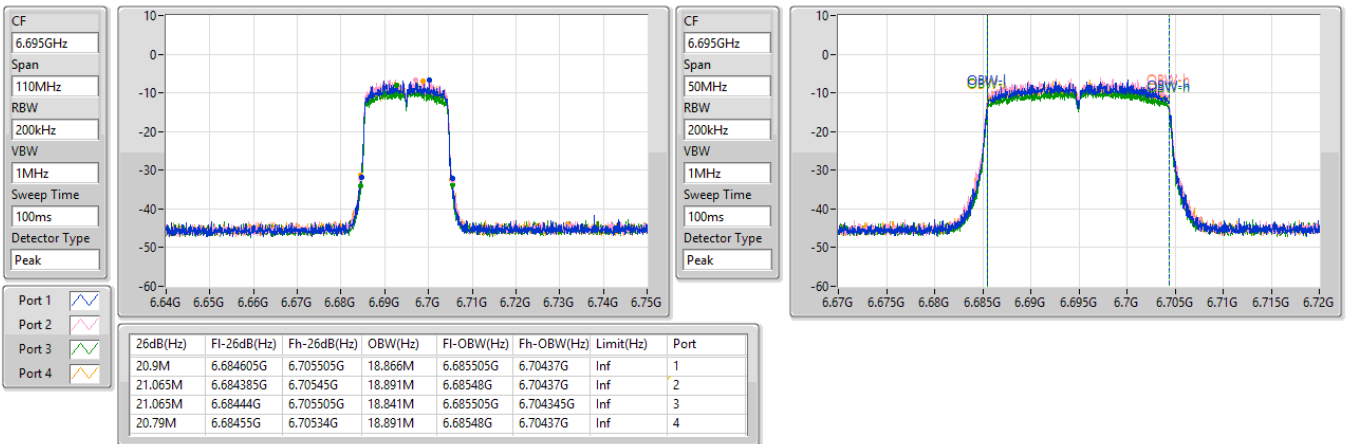 CF
6.695GHz
Span
110MHz
RBW
200kHz
VBW
1MHz
Sweep Time
100ms
Detector Type
Peak
10
0
-10
-20
-30
-40
-50
-60
6.64G 6.65G 6.66G 6.67G 6.68G 6.69G 6.7G 6.71G 6.72G 6.73G 6.74G 6.75G
CF
6.695GHz
Span
50MHz
RBW
200kHz
VBW
1MHz
Sweep Time
100ms
Detector Type
Peak
10
0
-10
-20
-30
-40
-50
-60
OBW-l OBW-h
OBW-h
6.67G 6.675G 6.68G 6.685G 6.69G 6.695G 6.7G 6.705G 6.71G 6.715G 6.72G
Port 1
Port 2
Port 3
Port 4
26dB(Hz) Fl-26dB(Hz) Fh-26dB(Hz) OBW(Hz) Fl-OBW(Hz) Fh-OBW(Hz) Limit(Hz) Port
20.9M 6.684605G 6.705505G 18.866M 6.685505G 6.70437G Inf 1
21.065M 6.684385G 6.70545G 18.891M 6.68548G 6.70437G Inf 2
21.065M 6.68444G 6.705505G 18.841M 6.685505G 6.704345G Inf 3
20.79M 6.68455G 6.70534G 18.891M 6.68548G 6.70437G Inf 4